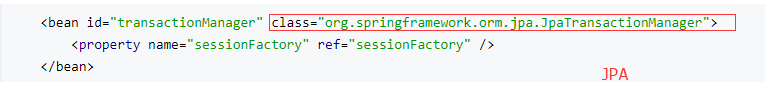 <bean id="transactionManager" class="org.springframework.orm.jpa.JpaTransactionManager">
<property name="sessionFactory" ref="sessionFactory" />
</bean>
JPA